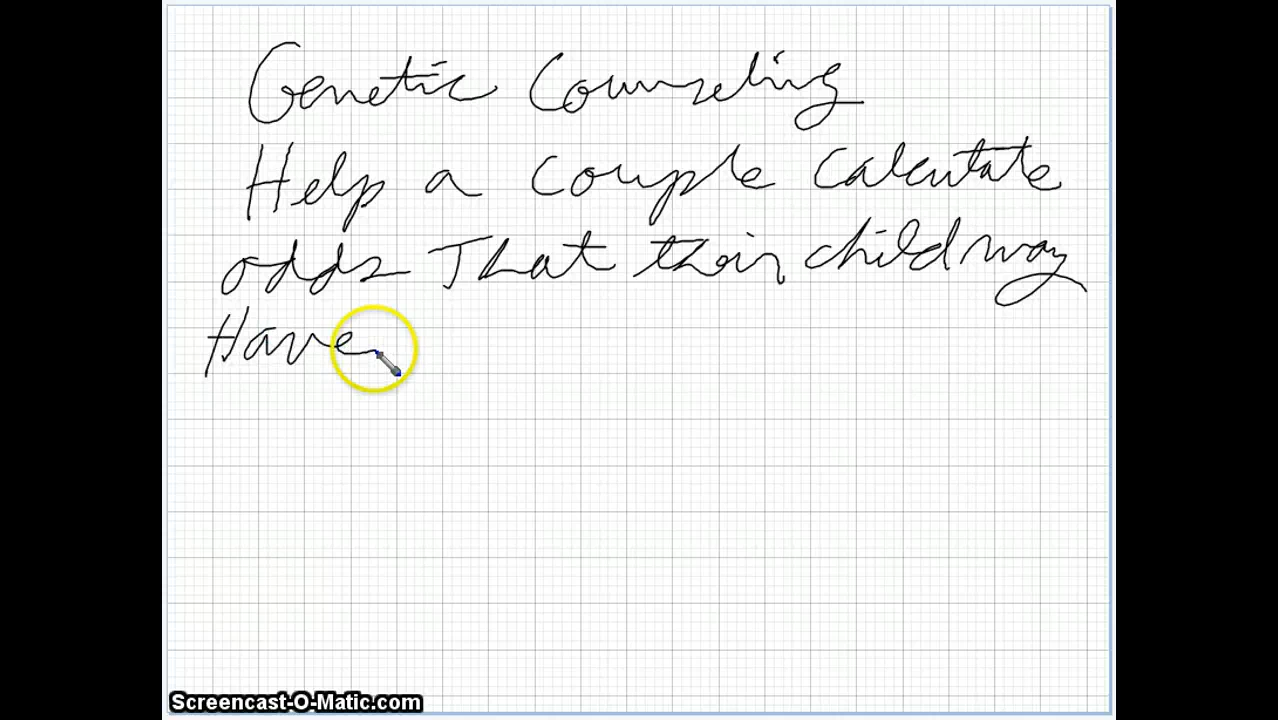 Genetic Counseling
Help a couple calculate
odds That their child may
Have
Screencast-O-Matic.com